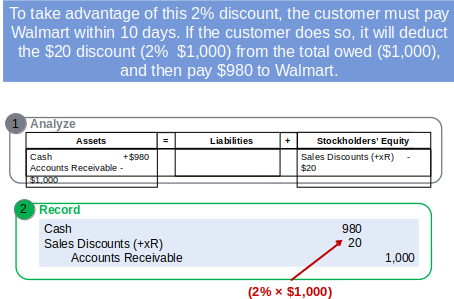 To take advantage of this 2% discount, the customer must pay
Walmart within 10 days. If the customer does so, it will deduct
the $20 discount (2%  $1,000) from the total owed ($1,000),
and then pay $980 to Walmart.
1 Analyze
Assets = Liabilities + Stockholders' Equity
Cash +$980 Sales Discounts (+xR) -
Accounts Receivable - $20
$1,000
2 Record
Cash 980
Sales Discounts (+xR) 20
Accounts Receivable 1,000
(2% × $1,000)